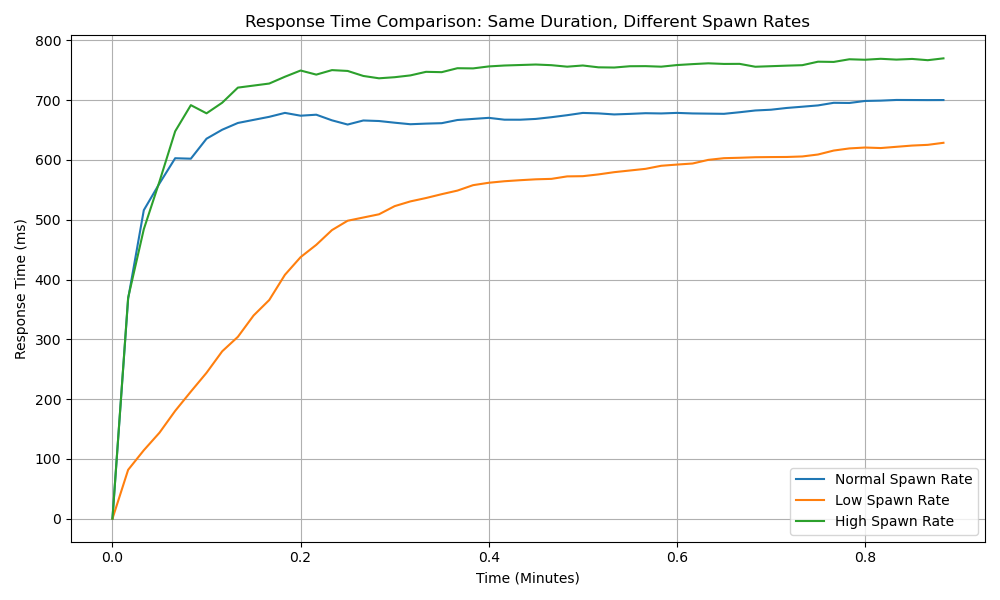 Response Time Comparison: Same Duration, Different Spawn Rates
800
700
600
500
400
300
200
100
0
Response Time (ms)
0.0 0.2 0.4 0.6 0.8
Time (Minutes)
Normal Spawn Rate
Low Spawn Rate
High Spawn Rate